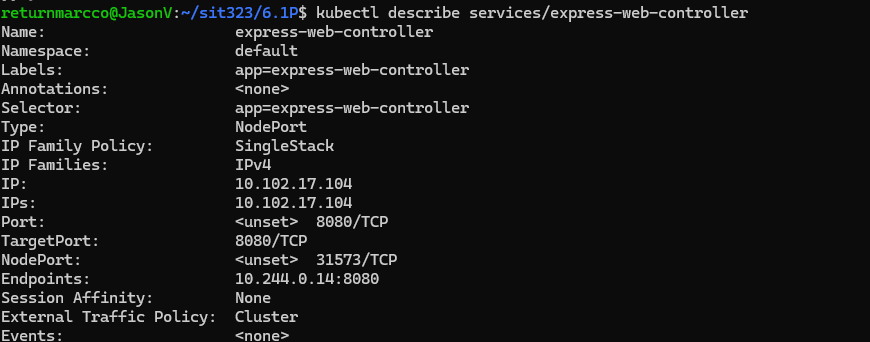 returnmarcco@JasonV:~/sit323/6.1P$ kubectl describe services/express-web-controller
Name:                     express-web-controller
Namespace:                default
Labels:                   app=express-web-controller
Annotations:              <none>
Selector:                 app=express-web-controller
Type:                     NodePort
IP Family Policy:         SingleStack
IP Families:              IPv4
IP:                       10.102.17.104
IPs:                      10.102.17.104
Port:                     <unset>  8080/TCP
TargetPort:               8080/TCP
NodePort:                 <unset>  31573/TCP
Endpoints:                10.244.0.14:8080
Session Affinity:         None
External Traffic Policy:  Cluster
Events:                   <none>